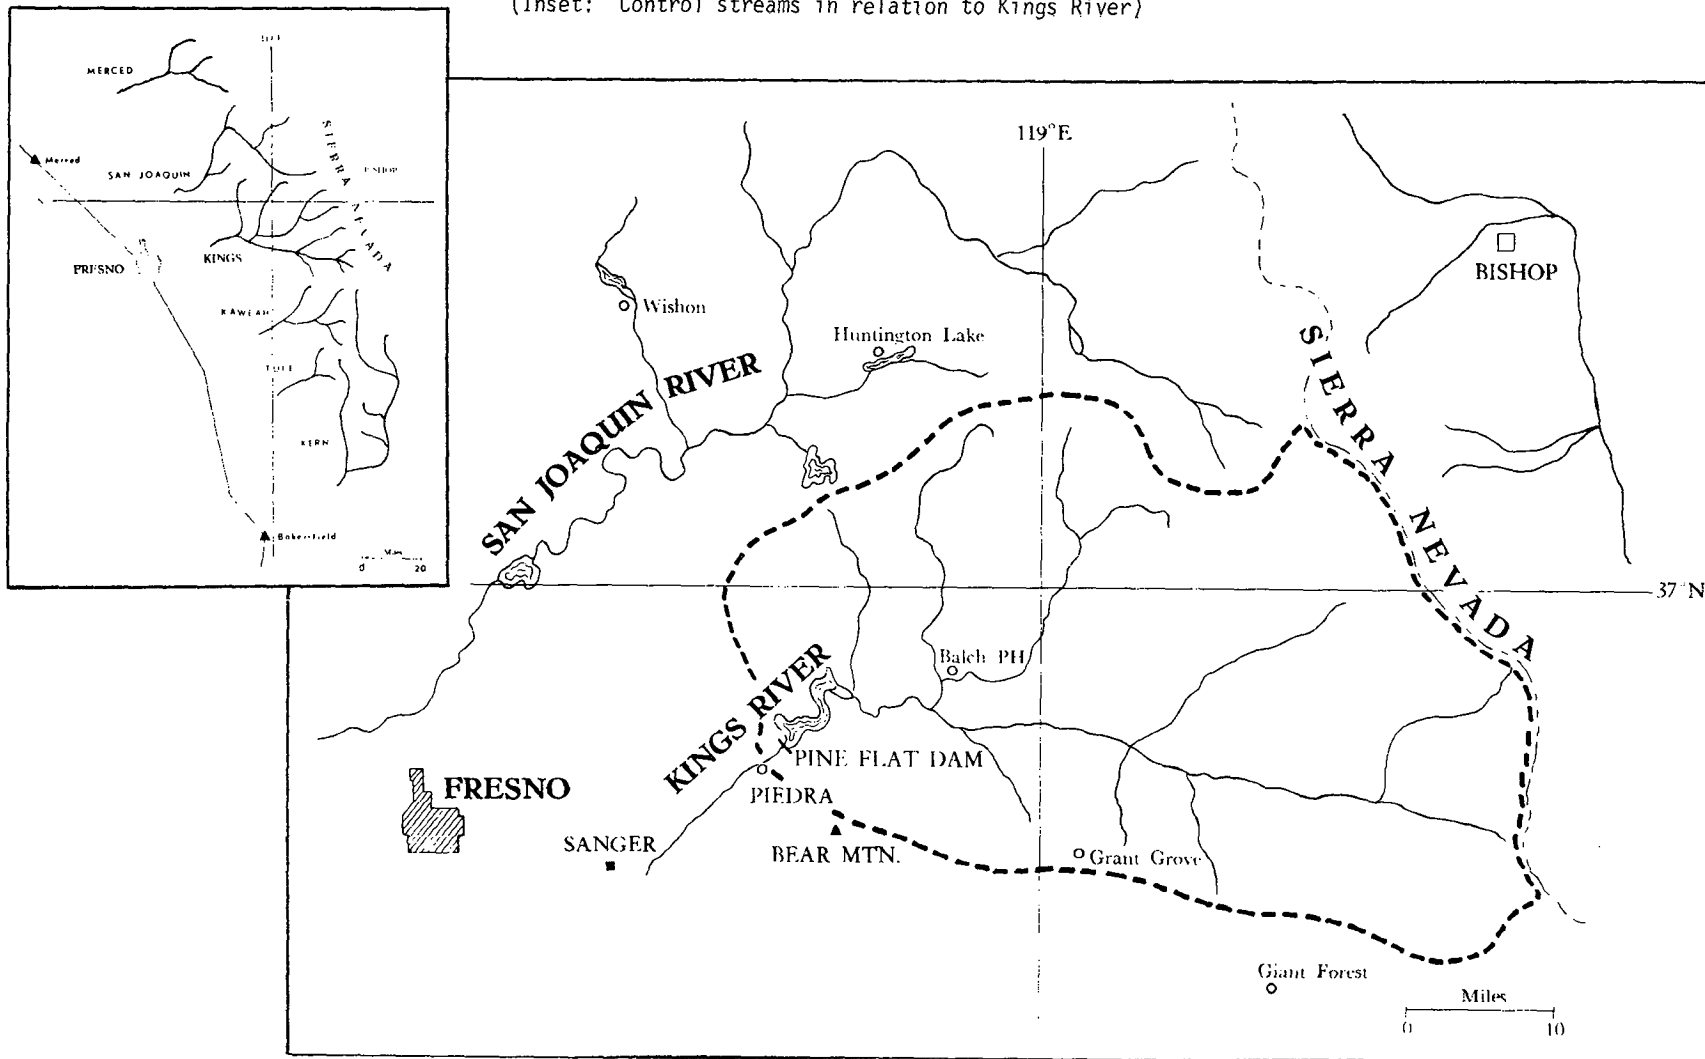 (Inset: Control streams in relation to Kings River)
MERCED
Merced
SAN JOAQUIN
SIERRA NEVADA
FRESNO
KINGS
KAWEAH
TULE
KERN
Bakersfield
Miles
0 20
119°E
BISHOP
Wishon
Huntington Lake
SAN JOAQUIN RIVER
SIERRA NEVADA
37°N
Balch PH
KINGS RIVER
PINE FLAT DAM
FRESNO
PIEDRA
SANGER
BEAR MTN.
Grant Grove
Giant Forest
Miles
0 10